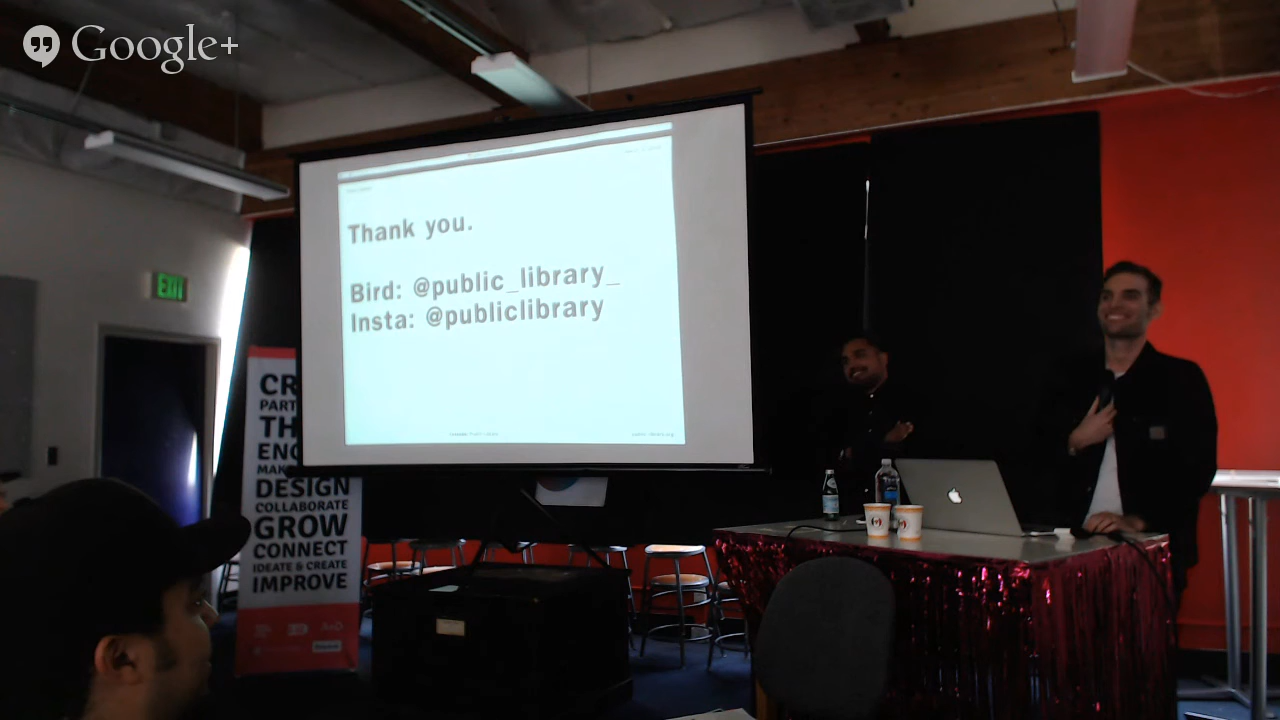 Google+
Thank you.
Bird: @public_library_
Insta: @publiclibrary
EXIT
CR
PART
TH
ENG
MAK
DESIGN
COLLABORATE
GROW
CONNECT
IDEATE & CREATE
IMPROVE